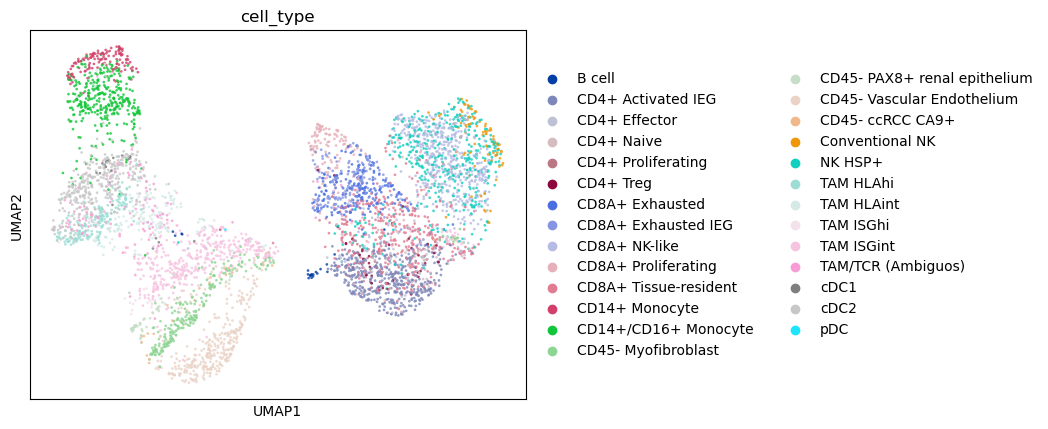 cell_type
UMAP2
UMAP1
B cell
CD4+ Activated IEG
CD4+ Effector
CD4+ Naive
CD4+ Proliferating
CD4+ Treg
CD8A+ Exhausted
CD8A+ Exhausted IEG
CD8A+ NK-like
CD8A+ Proliferating
CD8A+ Tissue-resident
CD14+ Monocyte
CD14+/CD16+ Monocyte
CD45- Myofibroblast
CD45- PAX8+ renal epithelium
CD45- Vascular Endothelium
CD45- ccRCC CA9+
Conventional NK
NK HSP+
TAM HLAhi
TAM HLAint
TAM ISGhi
TAM ISGint
TAM/TCR (Ambiguos)
cDC1
cDC2
pDC